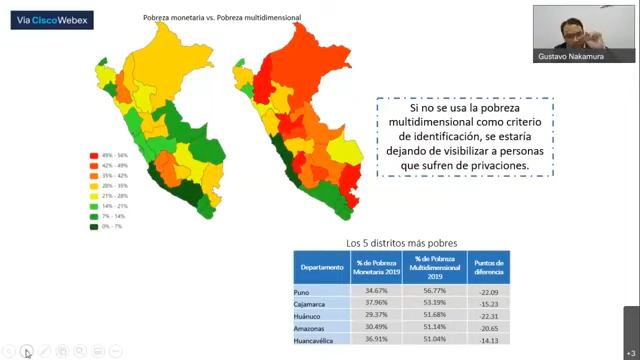 Vía CiscoWebex
Pobreza monetaria vs. Pobreza multidimensional
Gustavo Nakamura
Si no se usa la pobreza
multidimensional como criterio
de identificación, se estaría
dejando de visibilizar a personas
que sufren de privaciones.
49% - 56%
42% - 49%
35% - 42%
28% - 35%
21% - 28%
14% - 21%
7% - 14%
0% - 7%
Los 5 distritos más pobres
Departamento
% de Pobreza Monetaria 2019
% de Pobreza Multidimensional 2019
Puntos de diferencia
Puno 34.67% 56.77% -22.09
Cajamarca 37.96% 53.19% -15.23
Huánuco 29.37% 51.68% -22.31
Amazonas 30.49% 51.14% -20.65
Huancavélica 36.91% 51.04% -14.13
+3